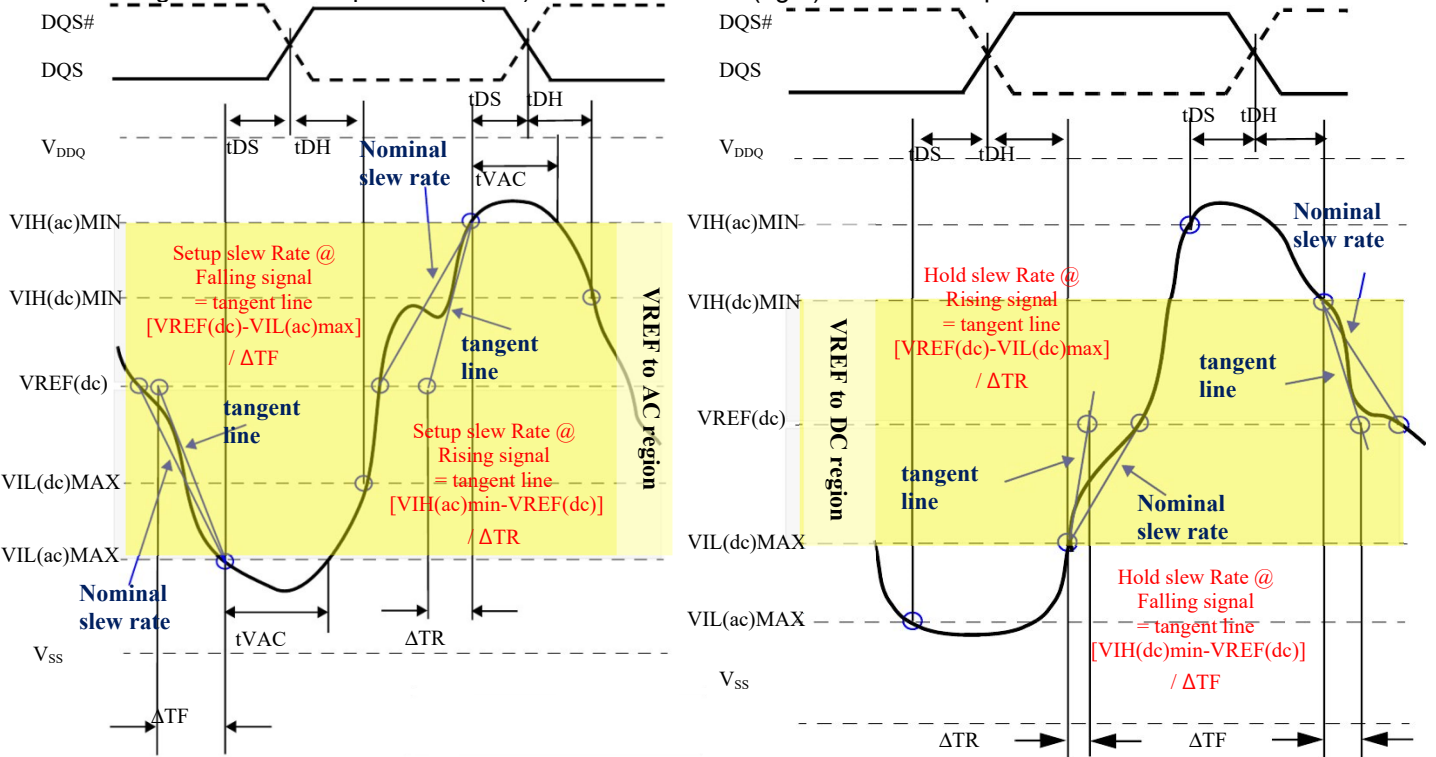 DQS#
DQS
tDS
tDH
VDDQ
tDS
tDH
Nominal
slew rate
tVAC
VIH(ac)MIN
Setup slew Rate @
Falling signal
= tangent line
[VREF(dc)-VIL(ac)max]
/ ΔTF
VIH(dc)MIN
VREF to AC region
tangent
line
VREF(dc)
tangent
line
Setup slew Rate @
Rising signal
= tangent line
[VIH(ac)min-VREF(dc)]
/ ΔTR
VIL(dc)MAX
VIL(ac)MAX
Nominal
slew rate
tVAC
ΔTR
VSS
ΔTF
DQS#
DQS
tDS
tDH
VDDQ
tDS
tDH
VIH(ac)MIN
Nominal
slew rate
Hold slew Rate @
Rising signal
= tangent line
[VREF(dc)-VIL(dc)max]
/ ΔTR
VIH(dc)MIN
VREF to DC region
tangent
line
VREF(dc)
tangent
line
Nominal
slew rate
VIL(dc)MAX
Hold slew Rate @
Falling signal
= tangent line
[VIH(dc)min-VREF(dc)]
/ ΔTF
VIL(ac)MAX
VSS
ΔTR
ΔTF